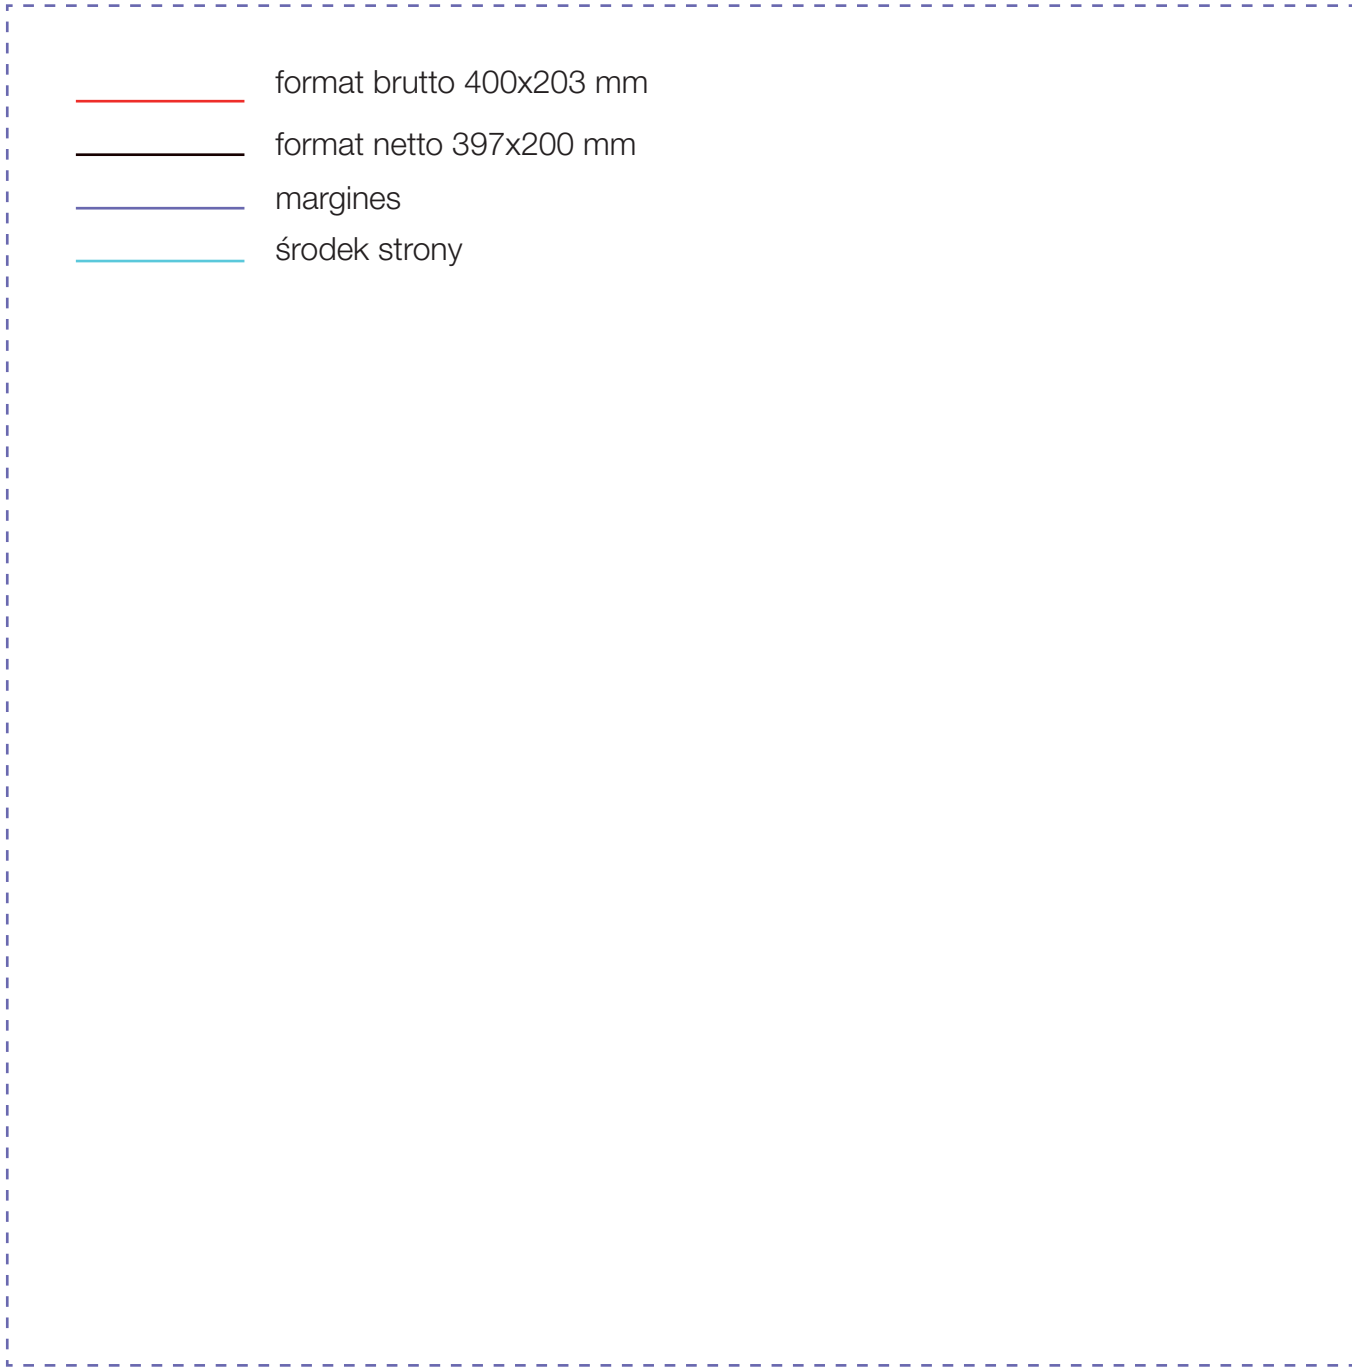 format brutto 400x203 mm
format netto 397x200 mm
margines
środek strony